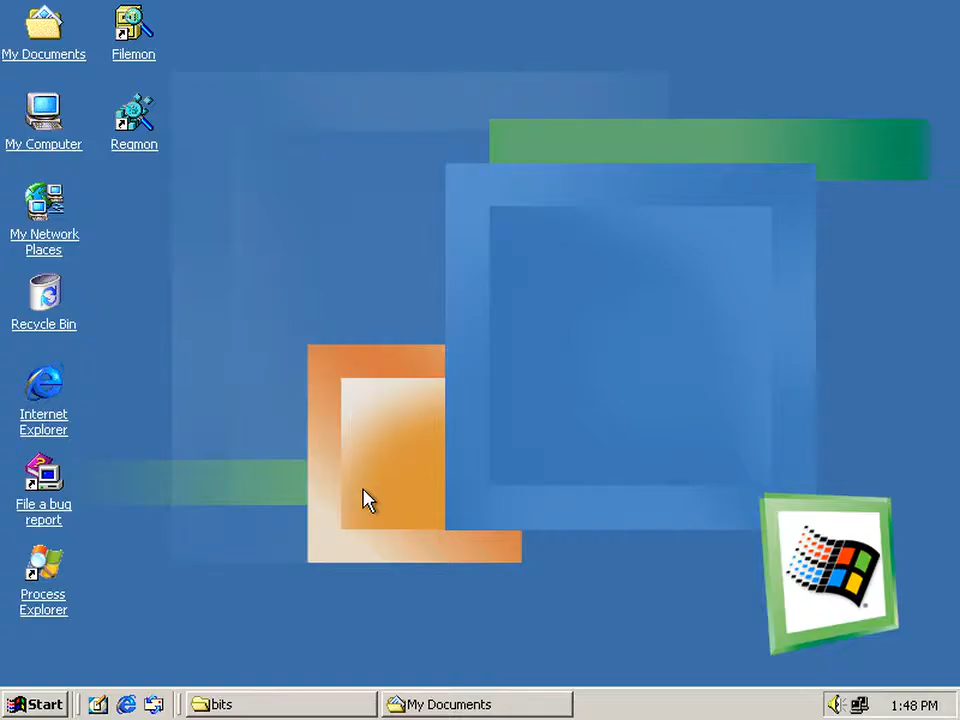 My Documents
Filemon
My Computer
Regmon
My Network
Places
Recycle Bin
Internet
Explorer
File a bug
report
Process
Explorer
Start
bits
My Documents
1:48 PM